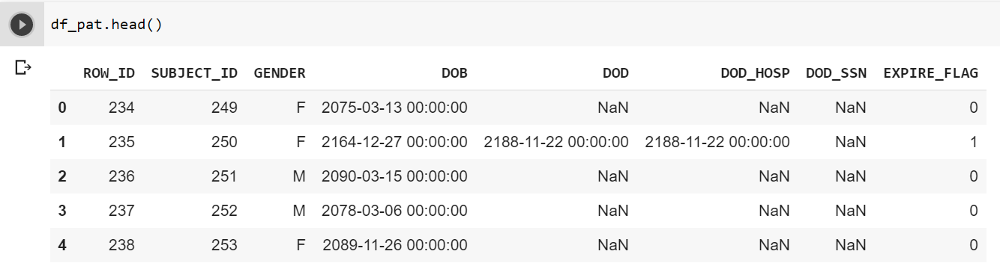 df_pat.head()
ROW_ID SUBJECT_ID GENDER DOB DOD DOD_HOSP DOD_SSN EXPIRE_FLAG
0 234 249 F 2075-03-13 00:00:00 NaN NaN NaN 0
1 235 250 F 2164-12-27 00:00:00 2188-11-22 00:00:00 2188-11-22 00:00:00 NaN 1
2 236 251 M 2090-03-15 00:00:00 NaN NaN NaN 0
3 237 252 M 2078-03-06 00:00:00 NaN NaN NaN 0
4 238 253 F 2089-11-26 00:00:00 NaN NaN NaN 0